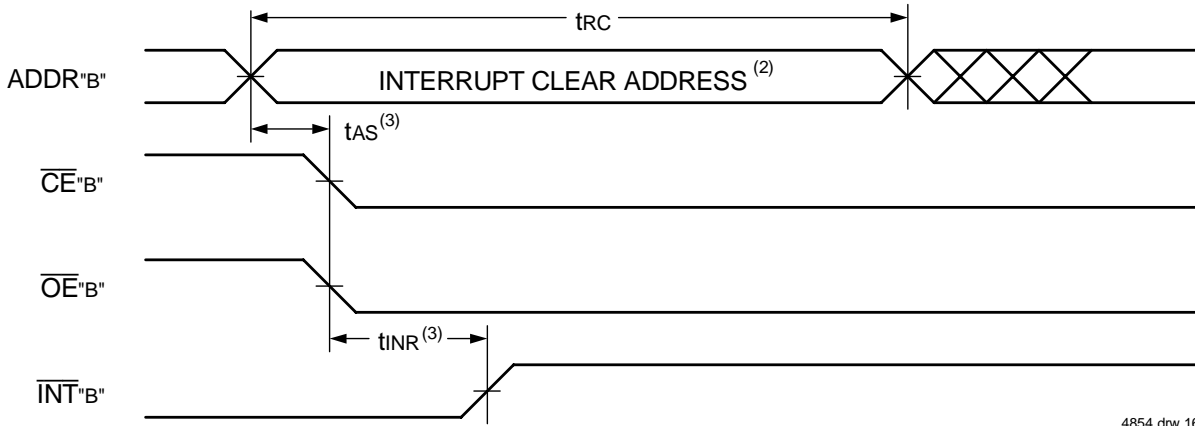 tRC
ADDR"B"
INTERRUPT CLEAR ADDRESS (2)
tAS(3)
CE"B"
OE"B"
tINR(3)
INT"B"
4854 drw 16